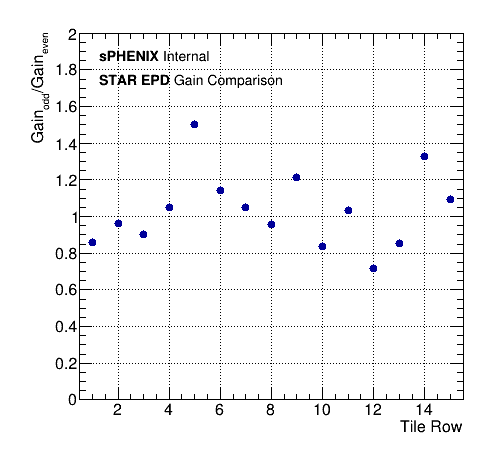 Gain_odd/Gain_even
sPHENIX Internal
STAR EPD Gain Comparison
2
1.8
1.6
1.4
1.2
1
0.8
0.6
0.4
0.2
0
2 4 6 8 10 12 14
Tile Row